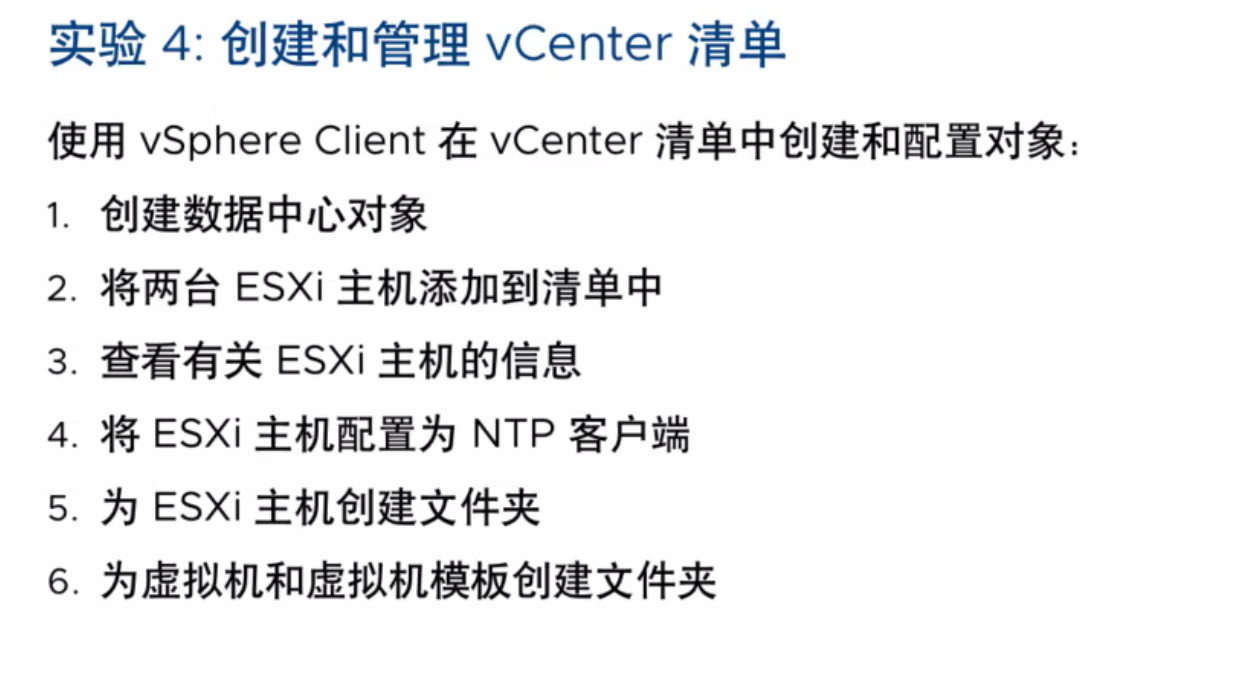 实验 4: 创建和管理 vCenter 清单
使用 vSphere Client 在 vCenter 清单中创建和配置对象：
1. 创建数据中心对象
2. 将两台 ESXi 主机添加到清单中
3. 查看有关 ESXi 主机的信息
4. 将 ESXi 主机配置为 NTP 客户端
5. 为 ESXi 主机创建文件夹
6. 为虚拟机和虚拟机模板创建文件夹